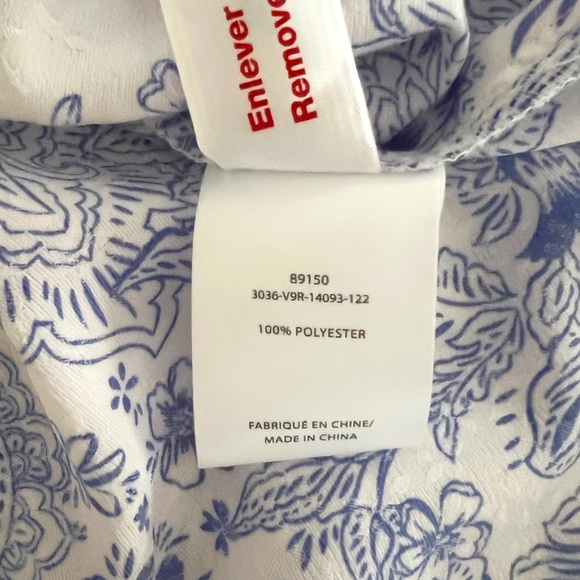 Enlever
Remove
89150
3036-V9R-14093-122
100% POLYESTER
FABRIQUÉ EN CHINE/
MADE IN CHINA